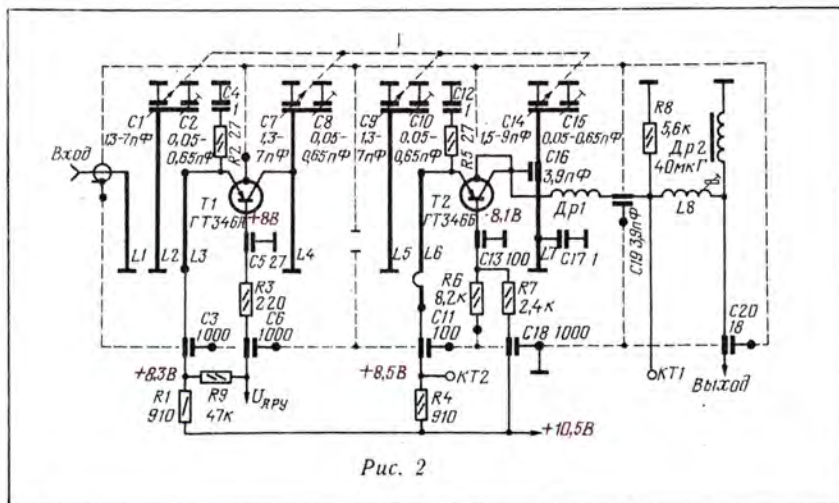 1
C1
1,3-7пФ
C2
0,05-
0,65пФ
C4
1
R2 27
C7
1,3-
7пФ
C8
0,05-
0,65пФ
C9
1,3-
7пФ
C10
0,05-
0,65пФ
C12
1
R5 27
C14
1,5-9пФ
C15
0,05-0,65пФ
C16
3,9пФ
R8
5,6к
Др2
40мкГ
Вход
T1
ГТ346А
+8В
T2
ГТ346Б
8,1В
Др1
L8
C19 3,9пФ
L1
L2
L3
C5 27
L4
L5
L6
C13 100
L7
C17 1
R3
220
R6
8,2к
R7
2,4к
C3
1000
C6
1000
C11
100
C18 1000
C20
18
+8,3В
R9
47к
UАРУ
+8,5В
КТ2
КТ1
Выход
R1
910
R4
910
+10,5В
Рис. 2